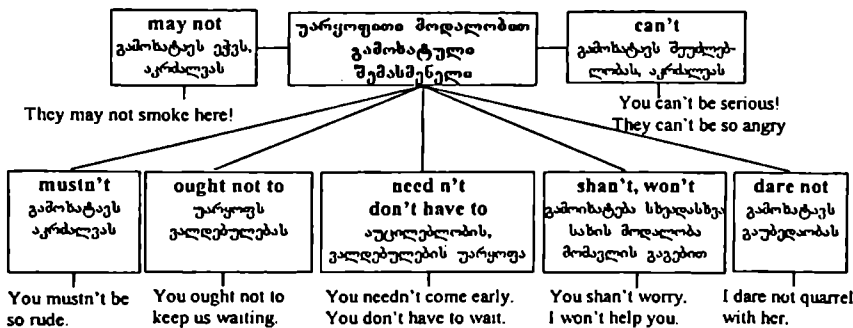 may not
გამოხატავს ეჭვს,
აკრძალვას
უარყოფითი მოდალობით
გამოხატული
შემასმენელი
can't
გამოხატავს შეუძლებ-
ლობას, აკრძალვას
They may not smoke here!
You can't be serious!
They can't be so angry
mustn't
გამოხატავს
აკრძალვას
ought not to
უარყოფს
ვალდებულებას
need n't
don't have to
აუცილებლობის,
ვალდებულების უარყოფა
shan't, won't
გამოიხატება სხვადასხვა
სახის მოდალობა
მომავლის გაგებით
dare not
გამოხატავს
გაუბედაობას
You mustn't be
so rude.
You ought not to
keep us waiting.
You needn't come early.
You don't have to wait.
You shan't worry.
I won't help you.
I dare not quarrel
with her.